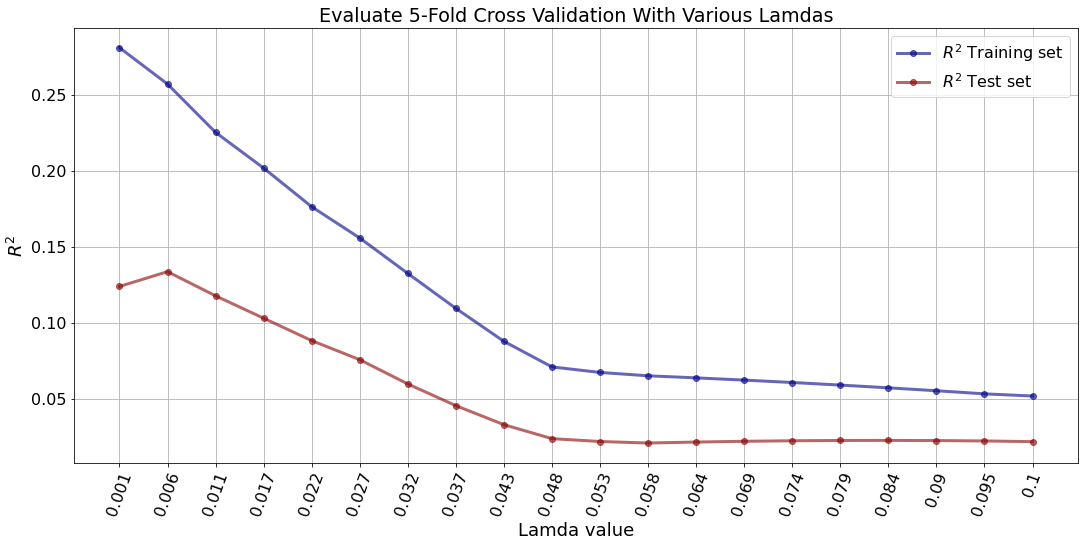 Evaluate 5-Fold Cross Validation With Various Lamdas
R² Training set
R² Test set
R²
0.25
0.20
0.15
0.10
0.05
0.001 0.006 0.011 0.017 0.022 0.027 0.032 0.037 0.043 0.048 0.053 0.058 0.064 0.069 0.074 0.079 0.084 0.09 0.095 0.1
Lamda value